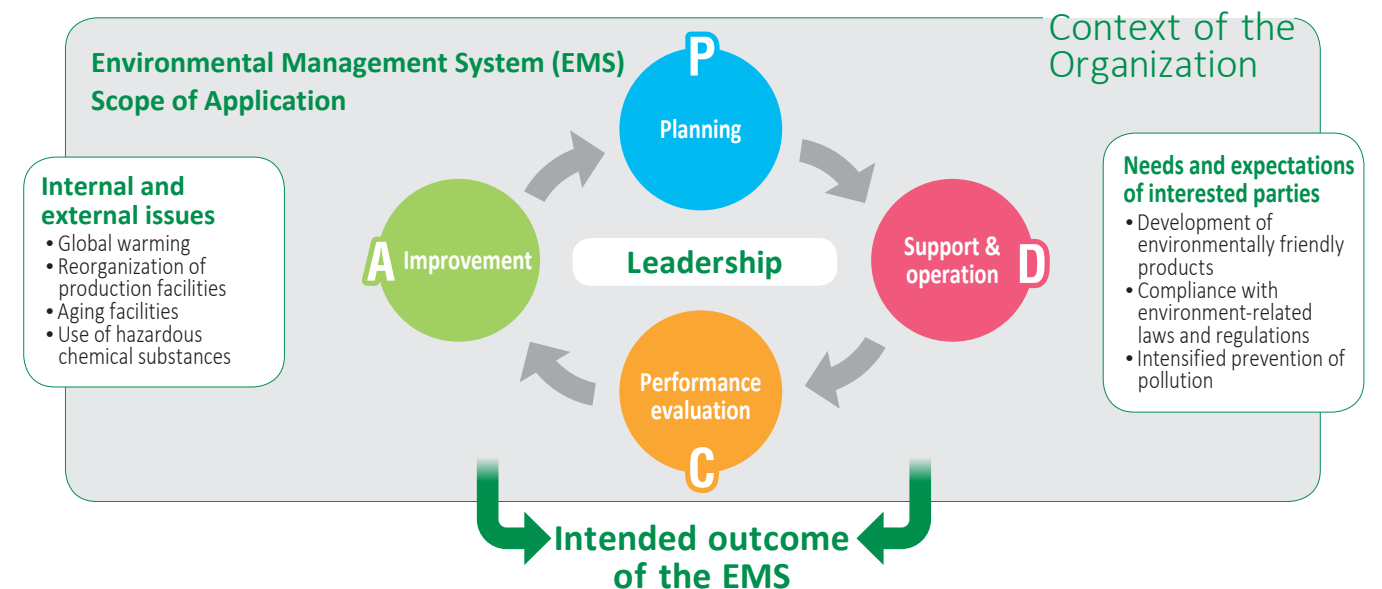 Context of the
Organization
Environmental Management System (EMS)
Scope of Application
P
Planning
Internal and
external issues
• Global warming
• Reorganization of
production facilities
• Aging facilities
• Use of hazardous
chemical substances
A Improvement
Leadership
Support &
operation
D
Needs and expectations
of interested parties
• Development of
environmentally friendly
products
• Compliance with
environment-related
laws and regulations
• Intensified prevention of
pollution
Performance
evaluation
C
Intended outcome
of the EMS